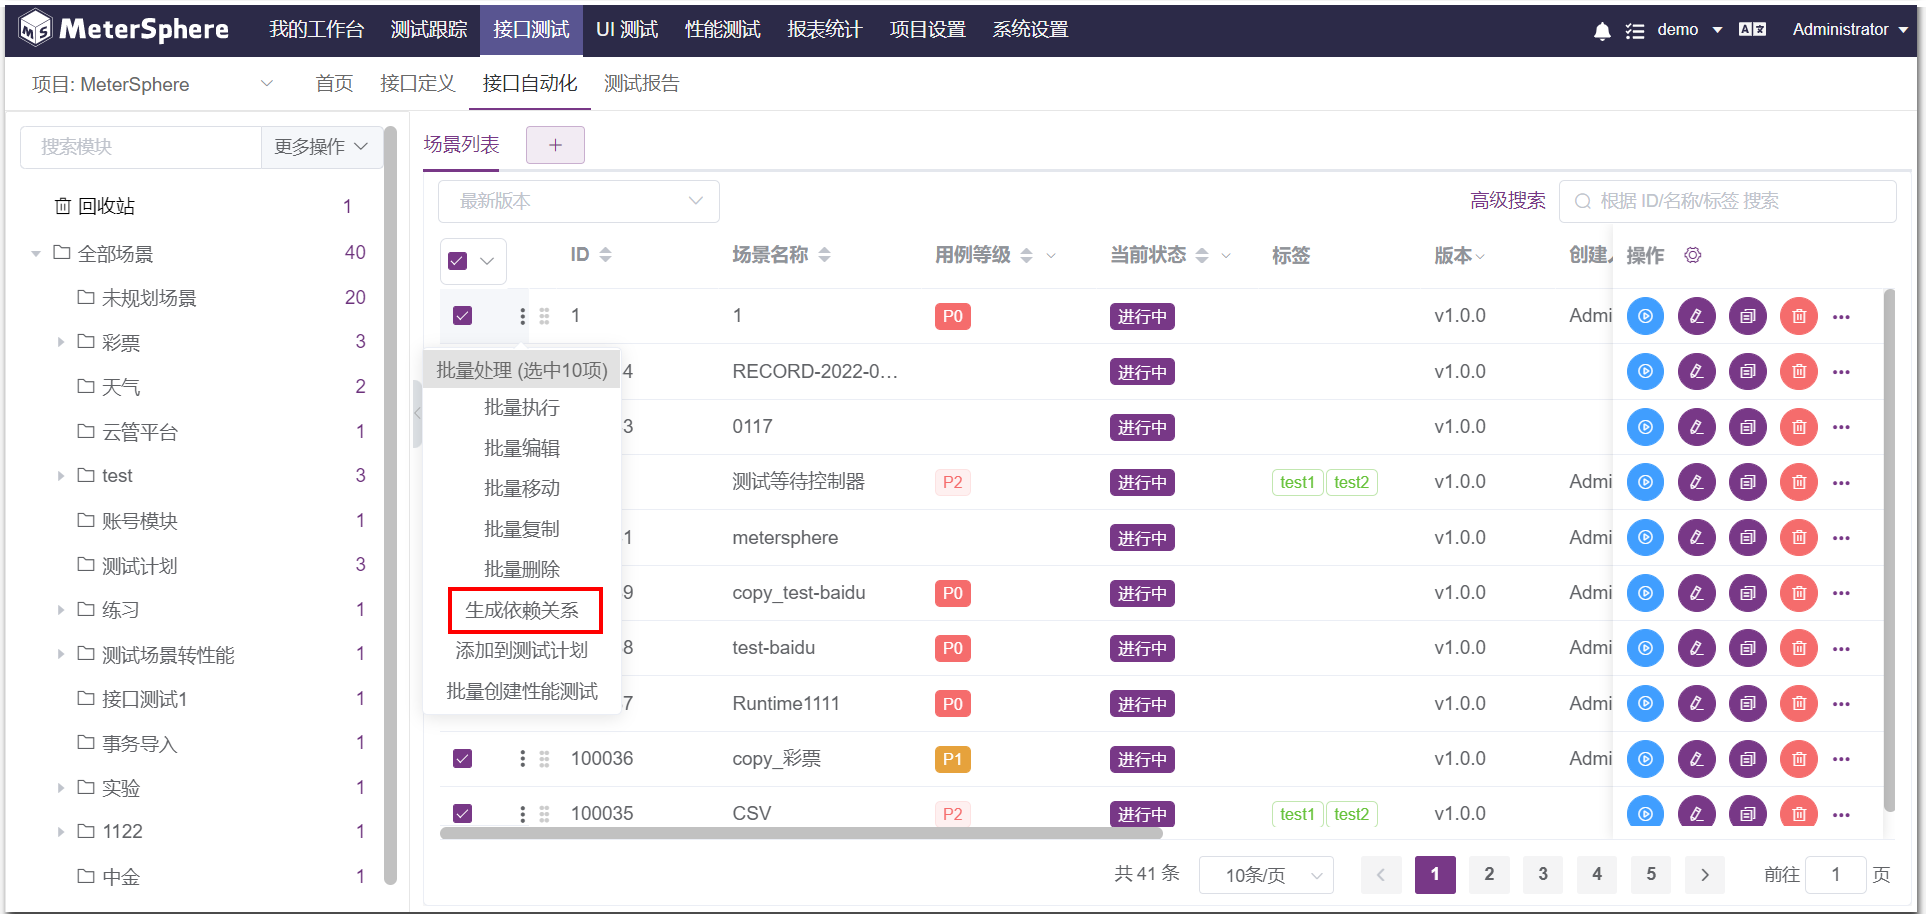 MeterSphere 我的工作台 测试跟踪 接口测试 UI 测试 性能测试 报表统计 项目设置 系统设置 demo Administrator
项目: MeterSphere 首页 接口定义 接口自动化 测试报告
搜索模块 更多操作
回收站 1
全部场景 40
未规划场景 20
彩票 3
天气 2
云管平台 1
test 3
账号模块 1
测试计划 3
练习 1
测试场景转性能 1
接口测试1 1
事务导入 1
实验 1
1122 1
中金 1
场景列表 +
最新版本 高级搜索 根据 ID/名称/标签 搜索
ID 场景名称 用例等级 当前状态 标签 版本 创建人 操作
1 1 P0 进行中 v1.0.0 Admi
4 RECORD-2022-0... 进行中 v1.0.0
3 0117 进行中 v1.0.0
测试等待控制器 P2 进行中 test1 test2 v1.0.0 Admi
1 metersphere 进行中 v1.0.0 Admi
9 copy_test-baidu P0 进行中 v1.0.0 Admi
8 test-baidu P0 进行中 v1.0.0 Admi
7 Runtime1111 P0 进行中 v1.0.0 Admi
100036 copy_彩票 P1 进行中 v1.0.0 Admi
100035 CSV P2 进行中 test1 test2 v1.0.0
批量处理 (选中10项)
批量执行
批量编辑
批量移动
批量复制
批量删除
生成依赖关系
添加到测试计划
批量创建性能测试
共 41 条 10条/页 1 2 3 4 5 前往 1 页